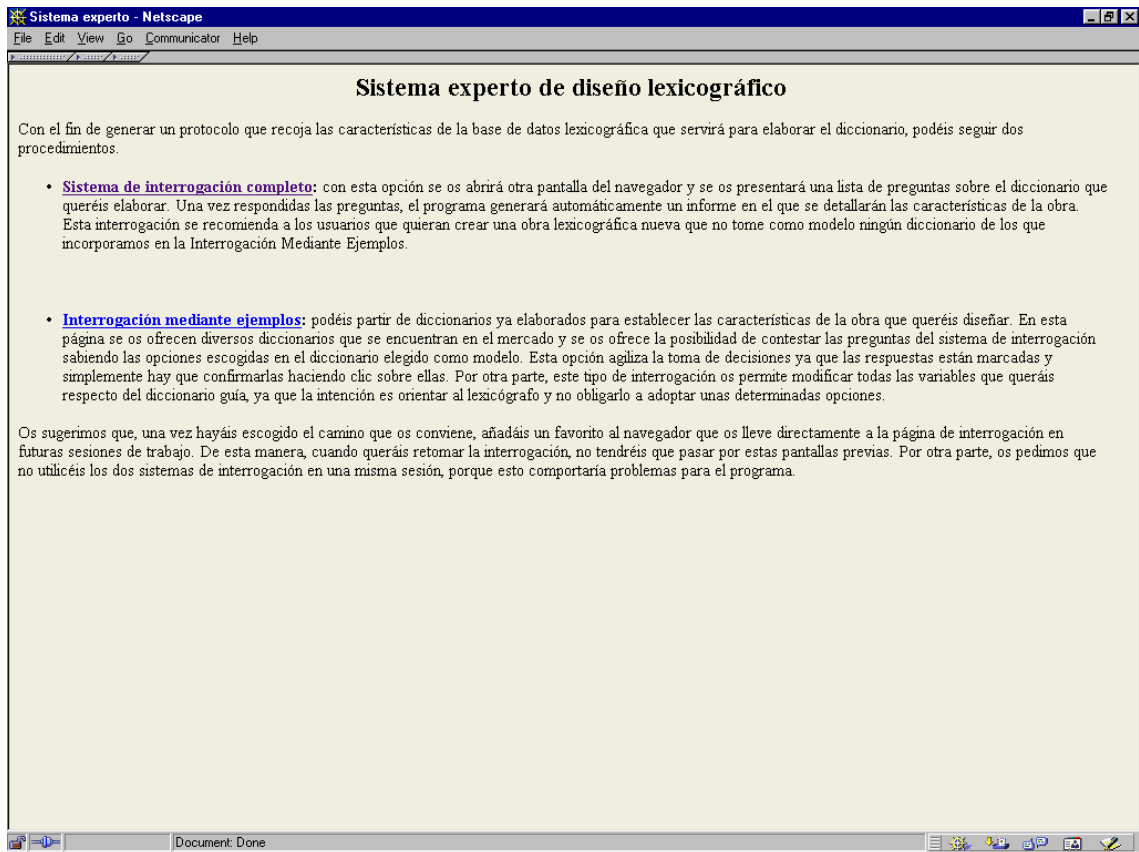 Sistema experto - Netscape
File Edit View Go Communicator Help
Sistema experto de diseño lexicográfico
Con el fin de generar un protocolo que recoja las características de la base de datos lexicográfica que servirá para elaborar el diccionario, podéis seguir dos
procedimientos.
• Sistema de interrogación completo: con esta opción se os abrirá otra pantalla del navegador y se os presentará una lista de preguntas sobre el diccionario que
queréis elaborar. Una vez respondidas las preguntas, el programa generará automáticamente un informe en el que se detallarán las características de la obra.
Esta interrogación se recomienda a los usuarios que quieran crear una obra lexicográfica nueva que no tome como modelo ningún diccionario de los que
incorporamos en la Interrogación Mediante Ejemplos.
• Interrogación mediante ejemplos: podéis partir de diccionarios ya elaborados para establecer las características de la obra que queréis diseñar. En esta
página se os ofrecen diversos diccionarios que se encuentran en el mercado y se os ofrece la posibilidad de contestar las preguntas del sistema de interrogación
sabiendo las opciones escogidas en el diccionario elegido como modelo. Esta opción agiliza la toma de decisiones ya que las respuestas están marcadas y
simplemente hay que confirmarlas haciendo clic sobre ellas. Por otra parte, este tipo de interrogación os permite modificar todas las variables que queráis
respecto del diccionario guía, ya que la intención es orientar al lexicógrafo y no obligarlo a adoptar unas determinadas opciones.
Os sugerimos que, una vez hayáis escogido el camino que os conviene, añadáis un favorito al navegador que os lleve directamente a la página de interrogación en
futuras sesiones de trabajo. De esta manera, cuando queráis retomar la interrogación, no tendréis que pasar por estas pantallas previas. Por otra parte, os pedimos que
no utilicéis los dos sistemas de interrogación en una misma sesión, porque esto comportaría problemas para el programa.
Document: Done